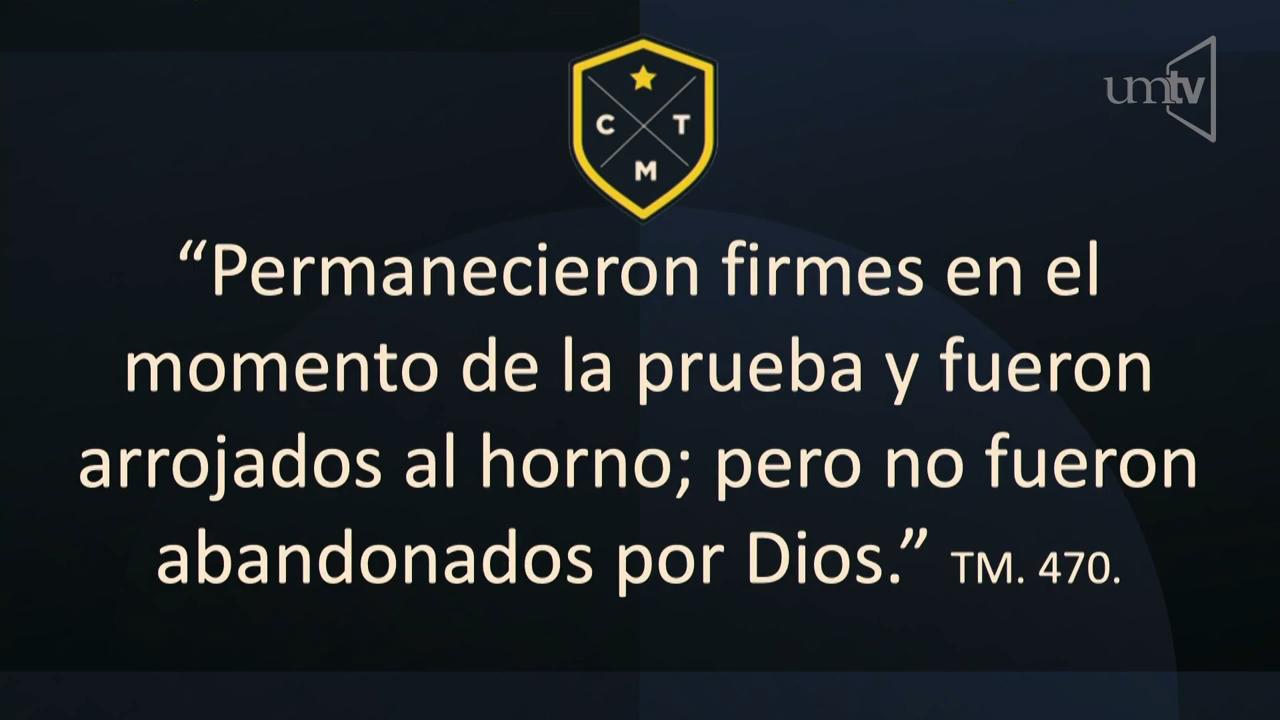 C T
M
umtv
“Permanecieron firmes en el
momento de la prueba y fueron
arrojados al horno; pero no fueron
abandonados por Dios.” TM. 470.